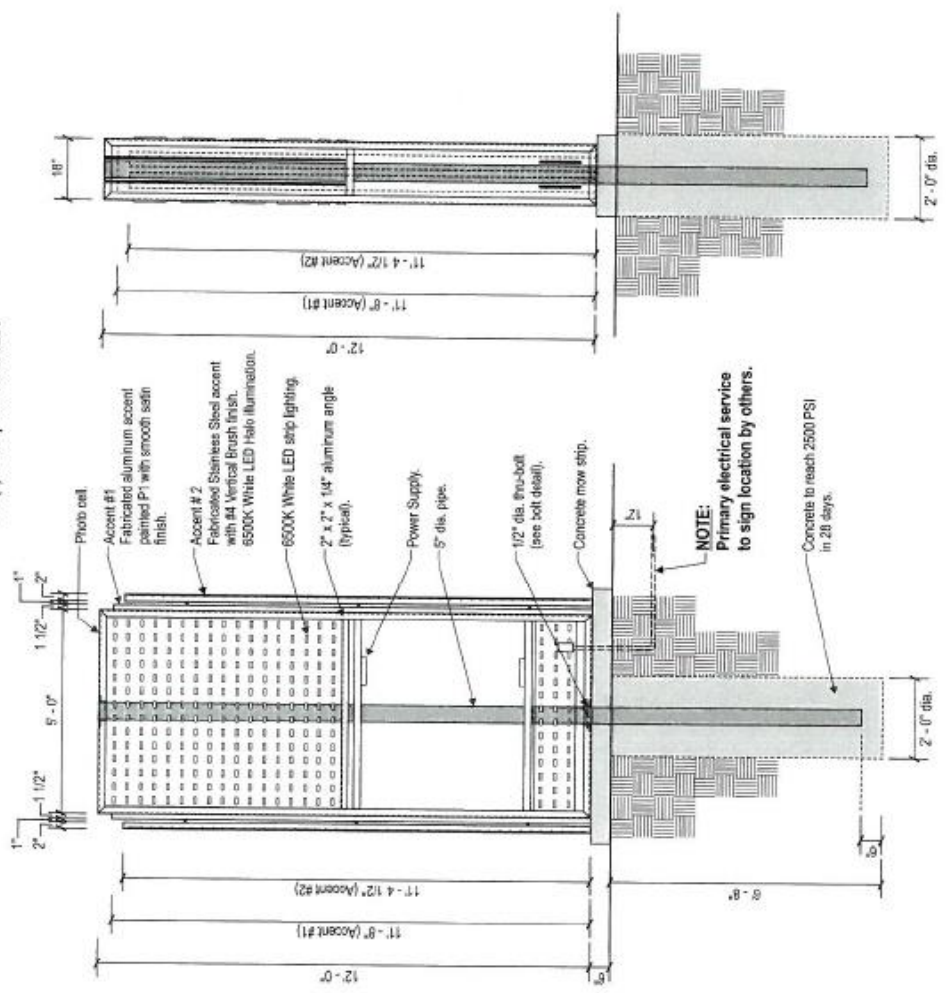 18"
11' - 4 1/2" (Accent #2)
11' - 8" (Accent #1)
12' - 0"
2' - 0" dia.
1"
2"
1 1/2"
5' - 0"
1 1/2"
1"
2"
Photo cell.
Accent #1
Fabricated aluminum accent
painted P1 with smooth satin
finish.
Accent # 2
Fabricated Stainless Steel accent
with #4 Vertical Brush finish.
6500K White LED Halo illumination.
6500K White LED strip lighting.
2" x 2" x 1/4" aluminum angle
(typical).
Power Supply.
5" dia. pipe.
1/2" dia. thru-bolt
(see bolt detail).
Concrete mow strip.
12"
NOTE:
Primary electrical service
to sign location by others.
Concrete to reach 2500 PSI
in 28 days.
11' - 4 1/2" (Accent #2)
11' - 8" (Accent #1)
12' - 0"
6"
6"
2' - 0" dia.